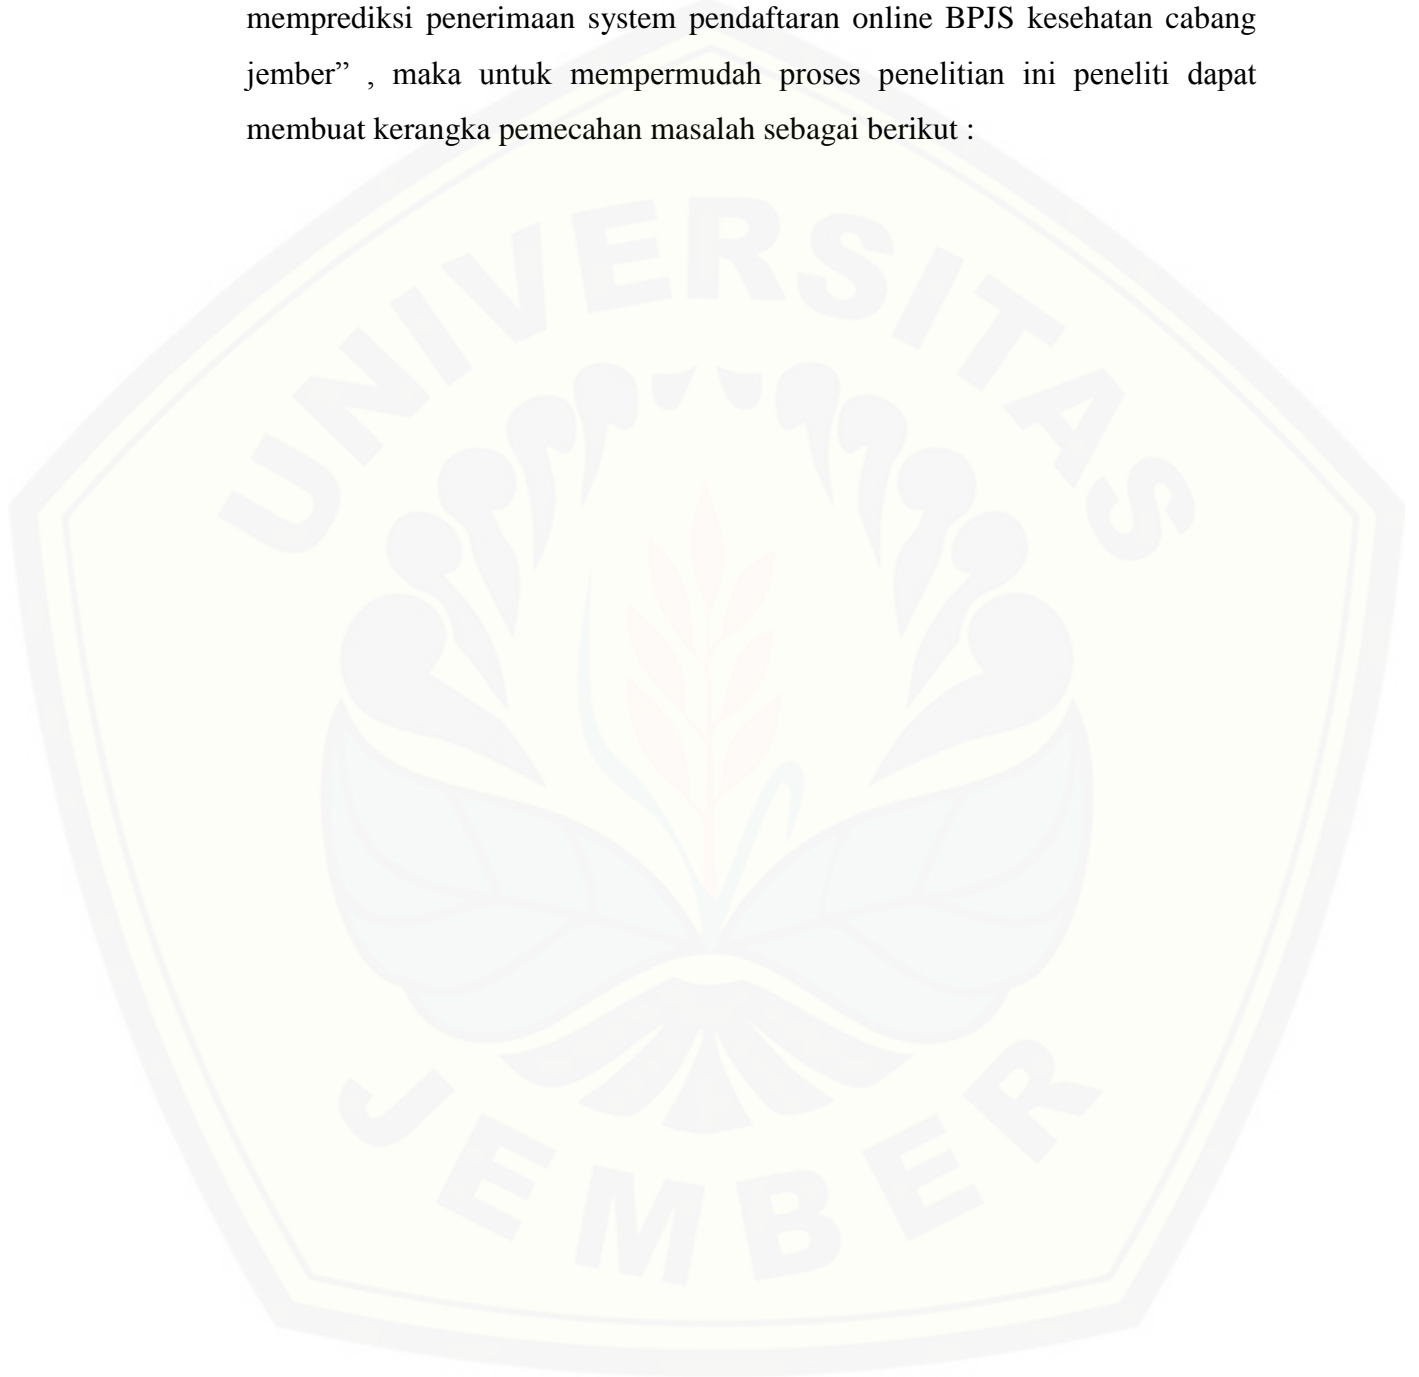 memprediksi penerimaan system pendaftaran online BPJS kesehatan cabang
jember” , maka untuk mempermudah proses penelitian ini peneliti dapat
membuat kerangka pemecahan masalah sebagai berikut :
UNIVERSITAS
JEMBER